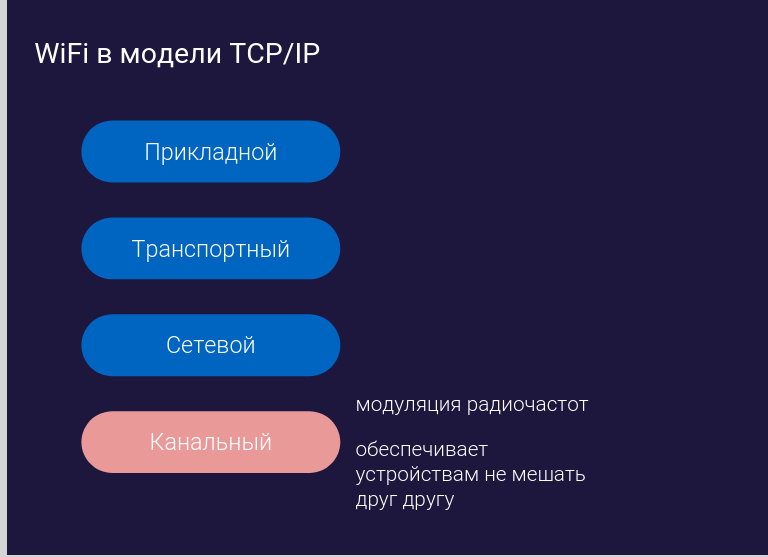 WiFi в модели TCP/IP
Прикладной
Транспортный
Сетевой
Канальный
модуляция радиочастот
обеспечивает
устройствам не мешать
друг другу